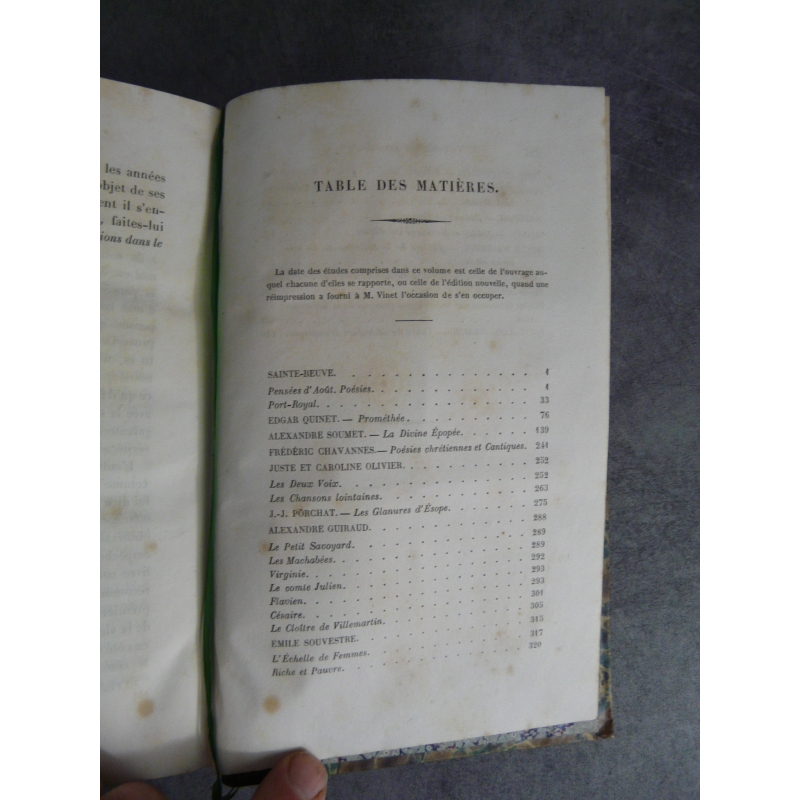 les années
objet de ses
ent il s'en-
, faites-lui
ions dans le
TABLE DES MATIÈRES.
La date des études comprises dans ce volume est celle de l'ouvrage au-
quel chacune d'elles se rapporte, ou celle de l'édition nouvelle, quand une
réimpression a fourni à M. Vinet l'occasion de s'en occuper.
SAINTE-BEUVE. 1
Pensées d'Août. Poésies. 1
Port-Royal. 33
EDGAR QUINET. — Prométhée. 76
ALEXANDRE SOUMET. — La Divine Épopée. 139
FRÉDÉRIC CHAVANNES. — Poésies chrétiennes et Cantiques. 241
JUSTE ET CAROLINE OLIVIER. 252
Les Deux Voix. 252
Les Chansons lointaines. 263
J.-J. PORCHAT. — Les Glanures d'Ésope. 275
ALEXANDRE GUIRAUD. 288
Le Petit Savoyard. 289
Les Machabées. 289
Virginie. 292
Le comte Julien. 293
Flavien. 293
Césaire. 301
Le Cloître de Villemartin. 305
EMILE SOUVESTRE. 315
L'Échelle de Femmes. 317
Riche et Pauvre. 320